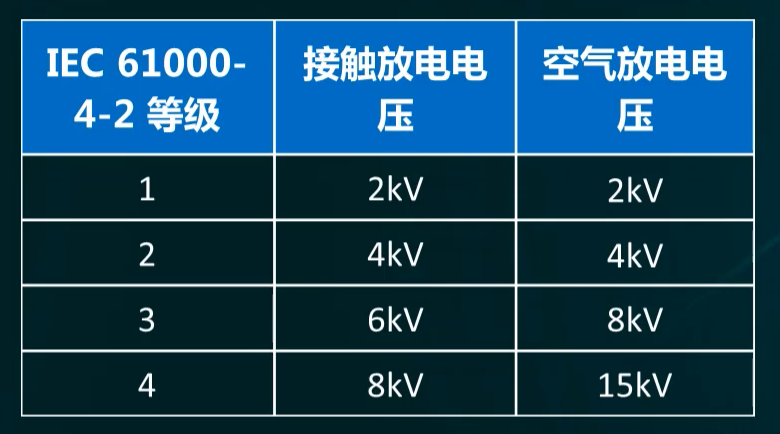 IEC 61000-
4-2 等级
接触放电电
压
空气放电电
压
1 2kV 2kV
2 4kV 4kV
3 6kV 8kV
4 8kV 15kV